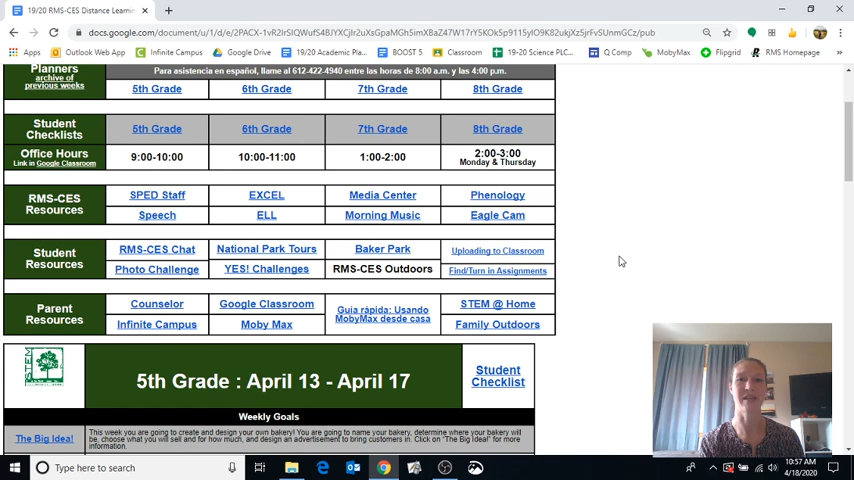 19/20 RMS-CES Distance Learnin
docs.google.com/document/u/1/d/e/2PACX-1vR2lrSIQWufS4BJYXCjIr2uXsGpaMGh5imXBaZ47W17rY5KOk5p9115ylO9K82ukjXz5jrFvSUnmGCz/pub
Apps Outlook Web App Infinite Campus Google Drive 19/20 Academic Pla... BOOST 5 Classroom 19-20 Science PLC... Q Comp MobyMax Flipgrid RMS Homepage
Planners
archive of
previous weeks
Para asistencia en español, llame al 612-422-4940 entre las horas de 8:00 a.m. y las 4:00 p.m.
5th Grade 6th Grade 7th Grade 8th Grade
Student
Checklists
5th Grade 6th Grade 7th Grade 8th Grade
Office Hours
Link in Google Classroom
9:00-10:00 10:00-11:00 1:00-2:00 2:00-3:00
Monday & Thursday
RMS-CES
Resources
SPED Staff EXCEL Media Center Phenology
Speech ELL Morning Music Eagle Cam
Student
Resources
RMS-CES Chat National Park Tours Baker Park Uploading to Classroom
Photo Challenge YES! Challenges RMS-CES Outdoors Find/Turn in Assignments
Parent
Resources
Counselor Google Classroom Guia rápida: Usando
MobyMax desde casa STEM @ Home
Infinite Campus Moby Max Family Outdoors
STEM
5th Grade : April 13 - April 17
Student
Checklist
Weekly Goals
The Big Idea!
This week you are going to create and design your own bakery! You are going to name your bakery, determine where your bakery will
be, choose what you will sell and for how much, and design an advertisement to bring customers in. Click on "The Big Idea!" for more
information.
Type here to search
10:57 AM
4/18/2020